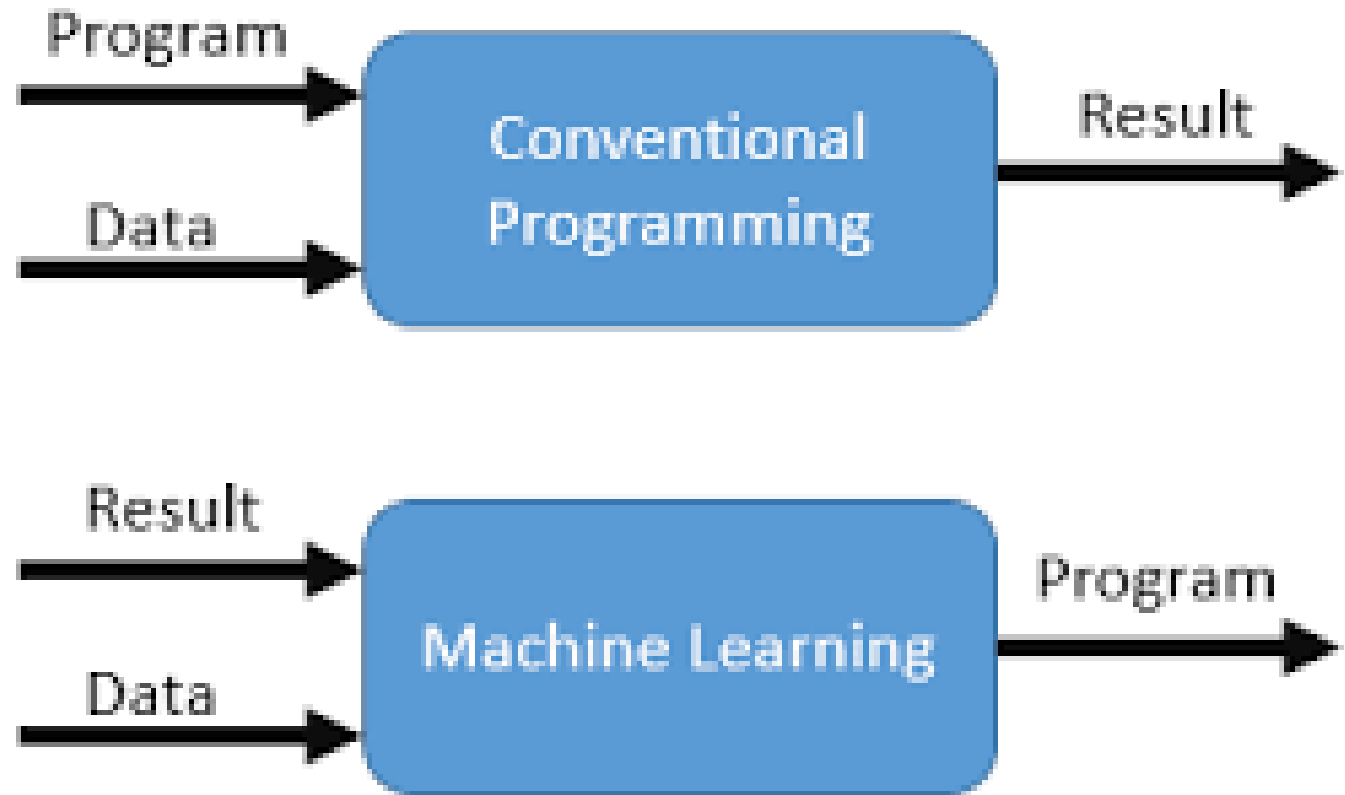 Program
Data
Conventional
Programming
Result
Result
Data
Machine Learning
Program